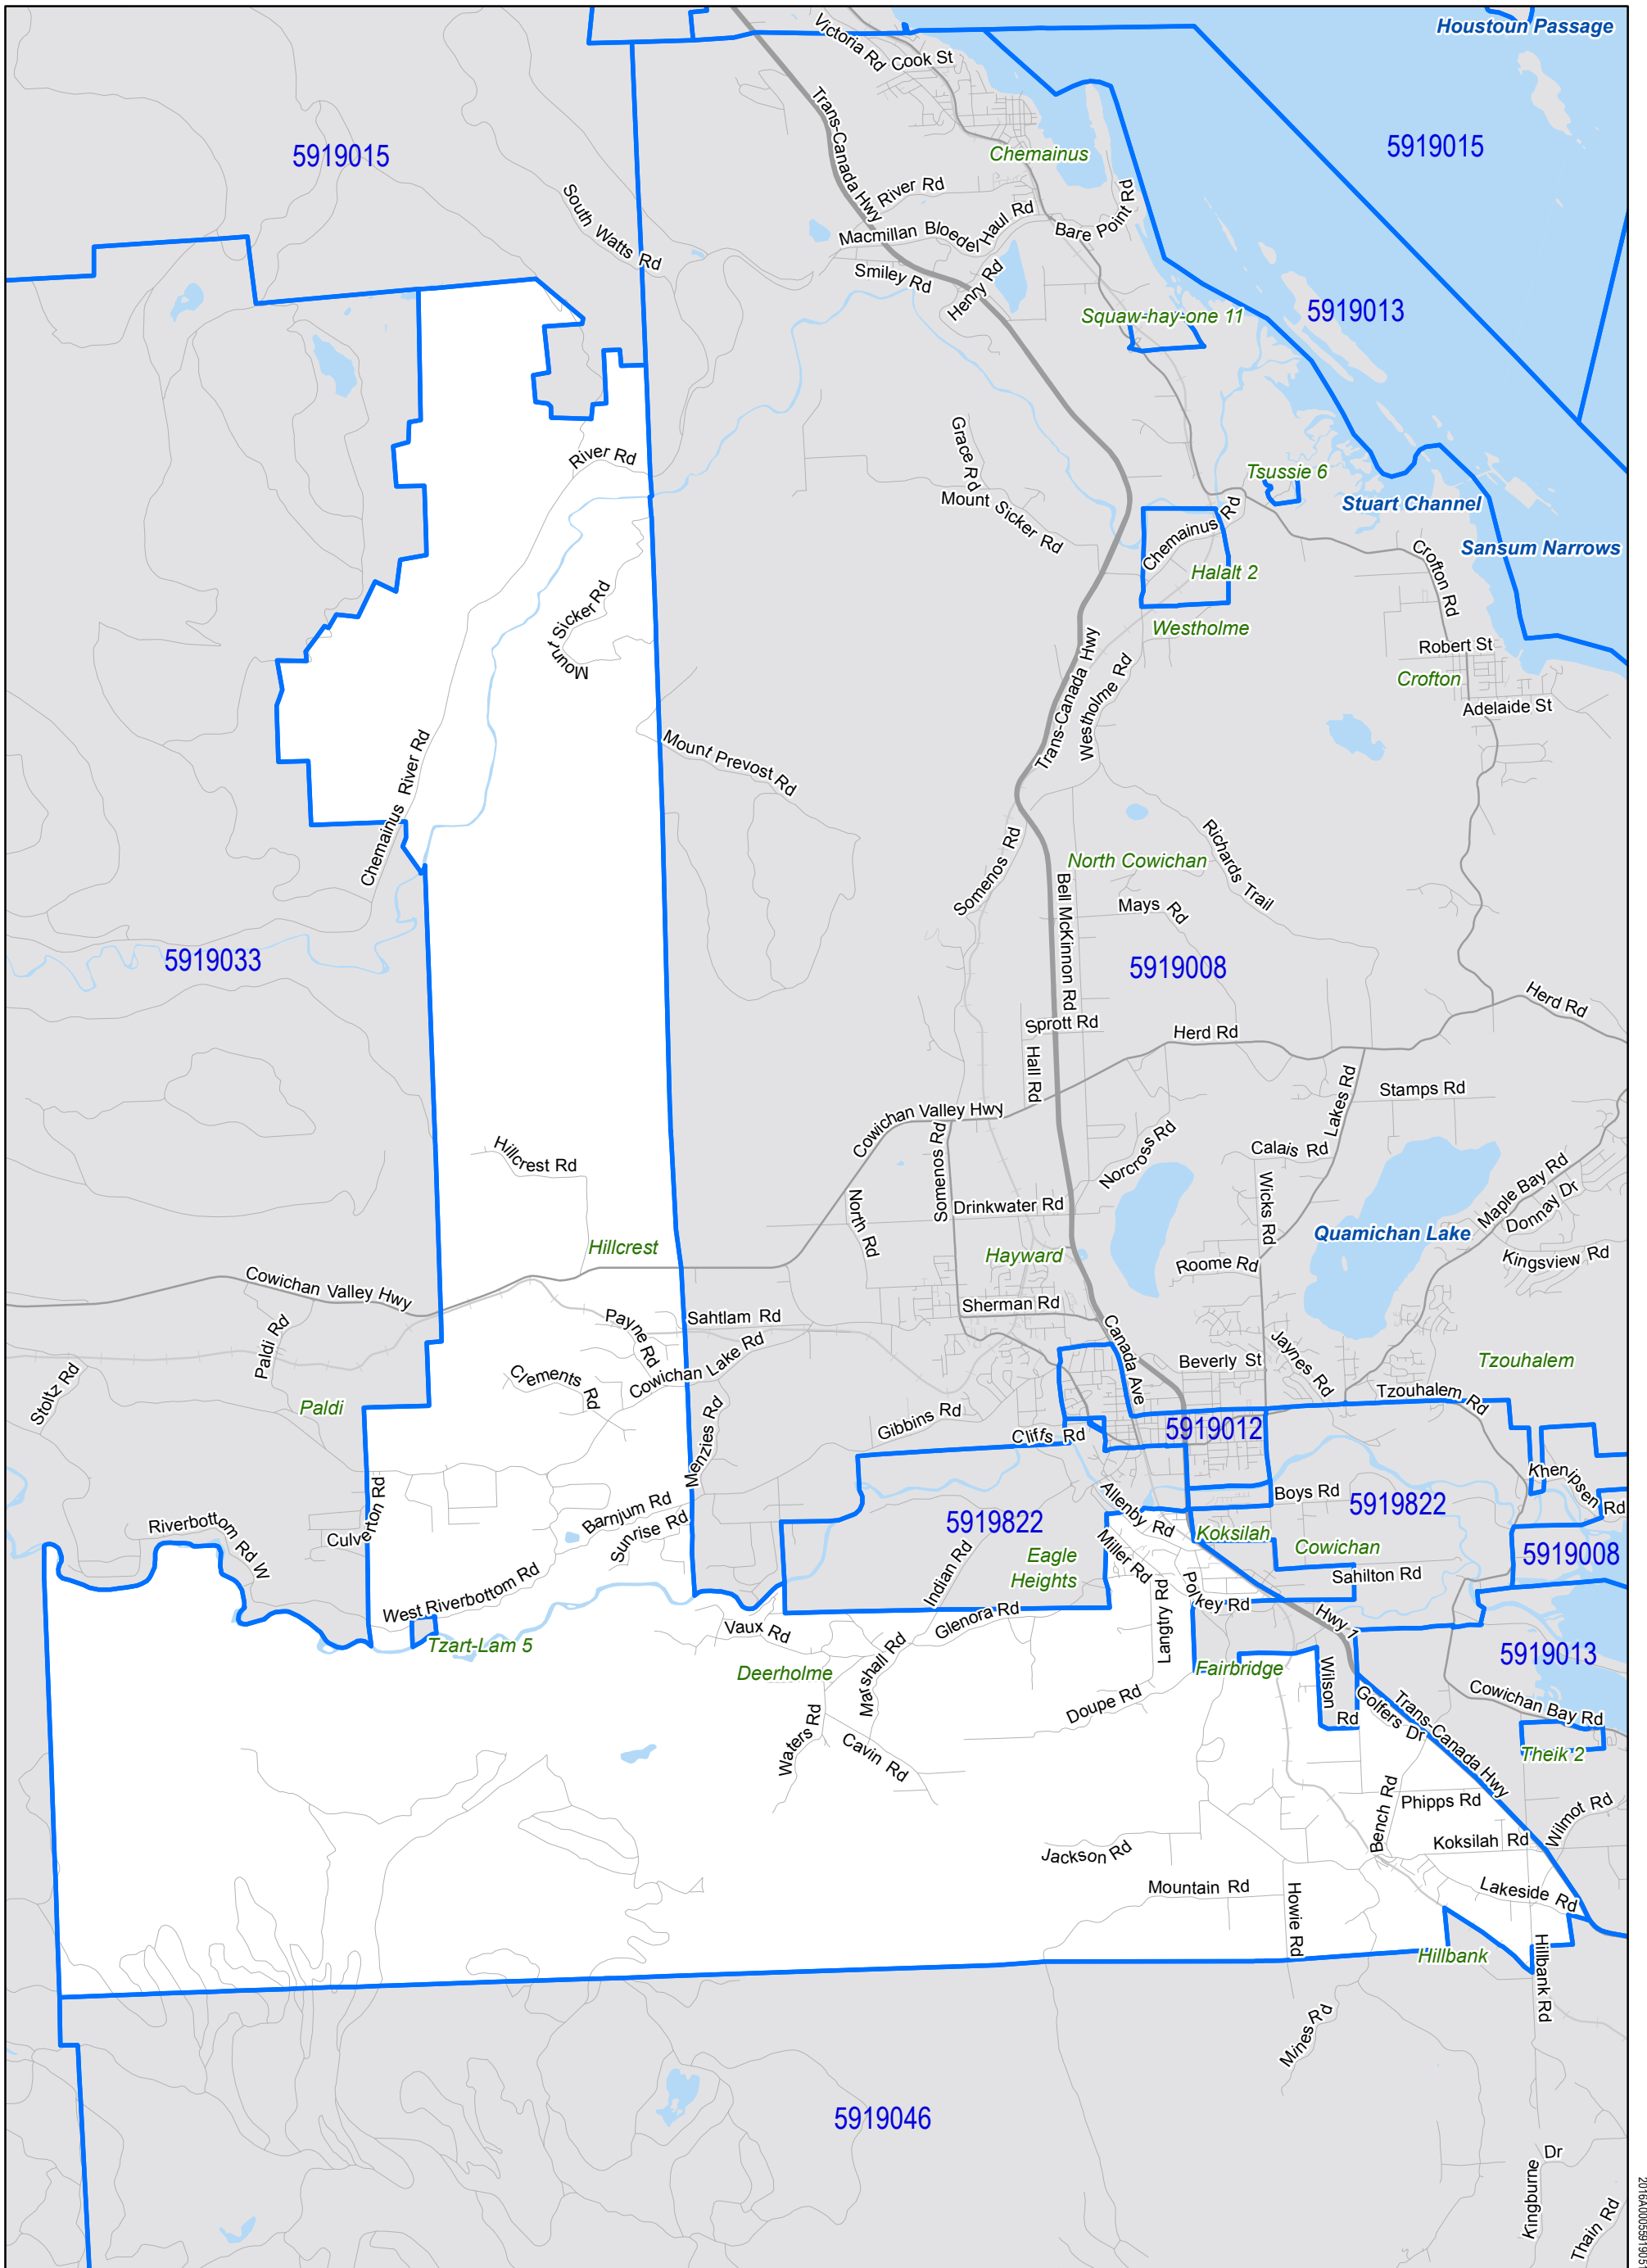 Houstoun Passage
Victoria Rd
Cook St
Trans-Canada Hwy
5919015
5919015
Chemainus
River Rd
South Watts Rd
Macmillan Bloedel Haul Rd
Bare Point Rd
Smiley Rd
Henry Rd
5919013
Squaw-hay-one 11
River Rd
Grace Rd
Mount Sicker Rd
Tsussie 6
Stuart Channel
Sansum Narrows
Chemainus Rd
Halalt 2
Crofton Rd
Mount Sicker Rd
Westholme
Robert St
Crofton
Adelaide St
Trans-Canada Hwy
Westholme Rd
Mount Prevost Rd
Chemainus River Rd
Somenos Rd
North Cowichan
Richards Trail
Bell McKinnon Rd
Mays Rd
5919033
5919008
Herd Rd
Sprott Rd
Herd Rd
Hall Rd
Stamps Rd
Lakes Rd
Cowichan Valley Hwy
Somenos Rd
Norcross Rd
Calais Rd
Hillcrest Rd
Maple Bay Rd
Donnay Dr
Wicks Rd
Drinkwater Rd
North Rd
Quamichan Lake
Hillcrest
Hayward
Roome Rd
Kingsview Rd
Cowichan Valley Hwy
Sherman Rd
Payne Rd
Sahtlam Rd
Canada Ave
Paldi Rd
Cowichan Lake Rd
Jaynes Rd
Beverly St
Tzouhalem
Stoltz Rd
Clements Rd
Tzouhalem Rd
Paldi
Gibbins Rd
Menzies Rd
Cliffs Rd
5919012
Khenipsen Rd
Culverton Rd
Boys Rd
5919822
5919822
Allenby Rd
Barnjum Rd
Riverbottom Rd W
Sunrise Rd
Koksilah
Cowichan
Eagle
Heights
Indian Rd
Miller Rd
5919008
West Riverbottom Rd
Sahilton Rd
Polkey Rd
Langtry Rd
Glenora Rd
Vaux Rd
Hwy 1
Tzart-Lam 5
Marshall Rd
5919013
Deerholme
Fairbridge
Wilson Rd
Doupe Rd
Golfers Dr
Trans-Canada Hwy
Cowichan Bay Rd
Waters Rd
Cavin Rd
Theik 2
Bench Rd
Phipps Rd
Wilmot Rd
Koksilah Rd
Jackson Rd
Mountain Rd
Howie Rd
Lakeside Rd
Hillbank
Hillbank Rd
Mines Rd
5919046
Kingburne Dr
Thain Rd